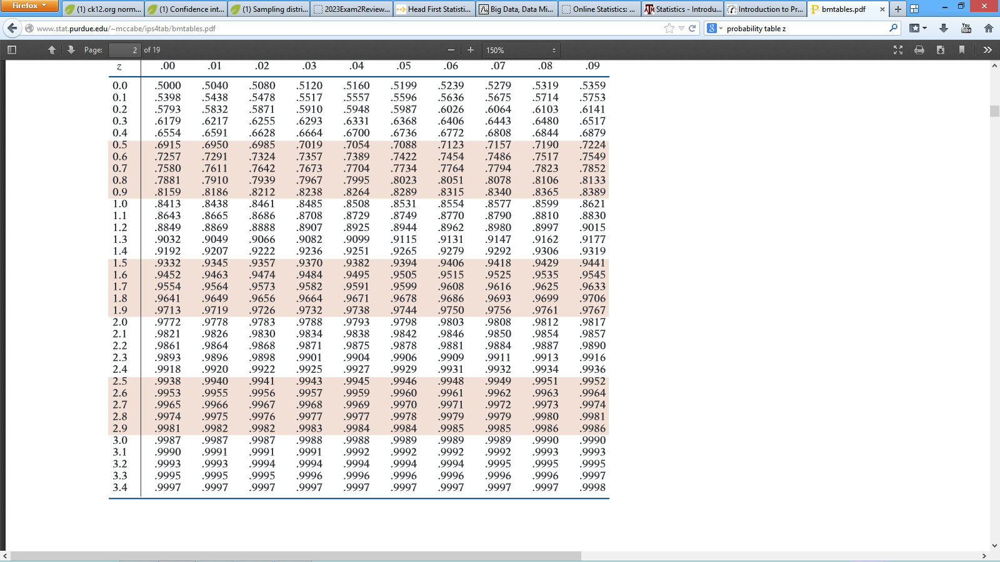 Firefox
(1) ck12.org norm...
(1) Confidence int...
(1) Sampling distri...
2023Exam2Review...
Head First Statisti...
Big Data, Data Mi...
Online Statistics: ...
Statistics - Introdu...
Introduction to Pr...
bmtables.pdf
www.stat.purdue.edu/~mccabe/ips4tab/bmtables.pdf
probability table z
Page: 2 of 19
150%
z .00 .01 .02 .03 .04 .05 .06 .07 .08 .09
0.0 .5000 .5040 .5080 .5120 .5160 .5199 .5239 .5279 .5319 .5359
0.1 .5398 .5438 .5478 .5517 .5557 .5596 .5636 .5675 .5714 .5753
0.2 .5793 .5832 .5871 .5910 .5948 .5987 .6026 .6064 .6103 .6141
0.3 .6179 .6217 .6255 .6293 .6331 .6368 .6406 .6443 .6480 .6517
0.4 .6554 .6591 .6628 .6664 .6700 .6736 .6772 .6808 .6844 .6879
0.5 .6915 .6950 .6985 .7019 .7054 .7088 .7123 .7157 .7190 .7224
0.6 .7257 .7291 .7324 .7357 .7389 .7422 .7454 .7486 .7517 .7549
0.7 .7580 .7611 .7642 .7673 .7704 .7734 .7764 .7794 .7823 .7852
0.8 .7881 .7910 .7939 .7967 .7995 .8023 .8051 .8078 .8106 .8133
0.9 .8159 .8186 .8212 .8238 .8264 .8289 .8315 .8340 .8365 .8389
1.0 .8413 .8438 .8461 .8485 .8508 .8531 .8554 .8577 .8599 .8621
1.1 .8643 .8665 .8686 .8708 .8729 .8749 .8770 .8790 .8810 .8830
1.2 .8849 .8869 .8888 .8907 .8925 .8944 .8962 .8980 .8997 .9015
1.3 .9032 .9049 .9066 .9082 .9099 .9115 .9131 .9147 .9162 .9177
1.4 .9192 .9207 .9222 .9236 .9251 .9265 .9279 .9292 .9306 .9319
1.5 .9332 .9345 .9357 .9370 .9382 .9394 .9406 .9418 .9429 .9441
1.6 .9452 .9463 .9474 .9484 .9495 .9505 .9515 .9525 .9535 .9545
1.7 .9554 .9564 .9573 .9582 .9591 .9599 .9608 .9616 .9625 .9633
1.8 .9641 .9649 .9656 .9664 .9671 .9678 .9686 .9693 .9699 .9706
1.9 .9713 .9719 .9726 .9732 .9738 .9744 .9750 .9756 .9761 .9767
2.0 .9772 .9778 .9783 .9788 .9793 .9798 .9803 .9808 .9812 .9817
2.1 .9821 .9826 .9830 .9834 .9838 .9842 .9846 .9850 .9854 .9857
2.2 .9861 .9864 .9868 .9871 .9875 .9878 .9881 .9884 .9887 .9890
2.3 .9893 .9896 .9898 .9901 .9904 .9906 .9909 .9911 .9913 .9916
2.4 .9918 .9920 .9922 .9925 .9927 .9929 .9931 .9932 .9934 .9936
2.5 .9938 .9940 .9941 .9943 .9945 .9946 .9948 .9949 .9951 .9952
2.6 .9953 .9955 .9956 .9957 .9959 .9960 .9961 .9962 .9963 .9964
2.7 .9965 .9966 .9967 .9968 .9969 .9970 .9971 .9972 .9973 .9974
2.8 .9974 .9975 .9976 .9977 .9977 .9978 .9979 .9979 .9980 .9981
2.9 .9981 .9982 .9982 .9983 .9984 .9984 .9985 .9985 .9986 .9986
3.0 .9987 .9987 .9987 .9988 .9988 .9989 .9989 .9989 .9990 .9990
3.1 .9990 .9991 .9991 .9991 .9992 .9992 .9992 .9992 .9993 .9993
3.2 .9993 .9993 .9994 .9994 .9994 .9994 .9994 .9995 .9995 .9995
3.3 .9995 .9995 .9995 .9996 .9996 .9996 .9996 .9996 .9996 .9997
3.4 .9997 .9997 .9997 .9997 .9997 .9997 .9997 .9997 .9997 .9998